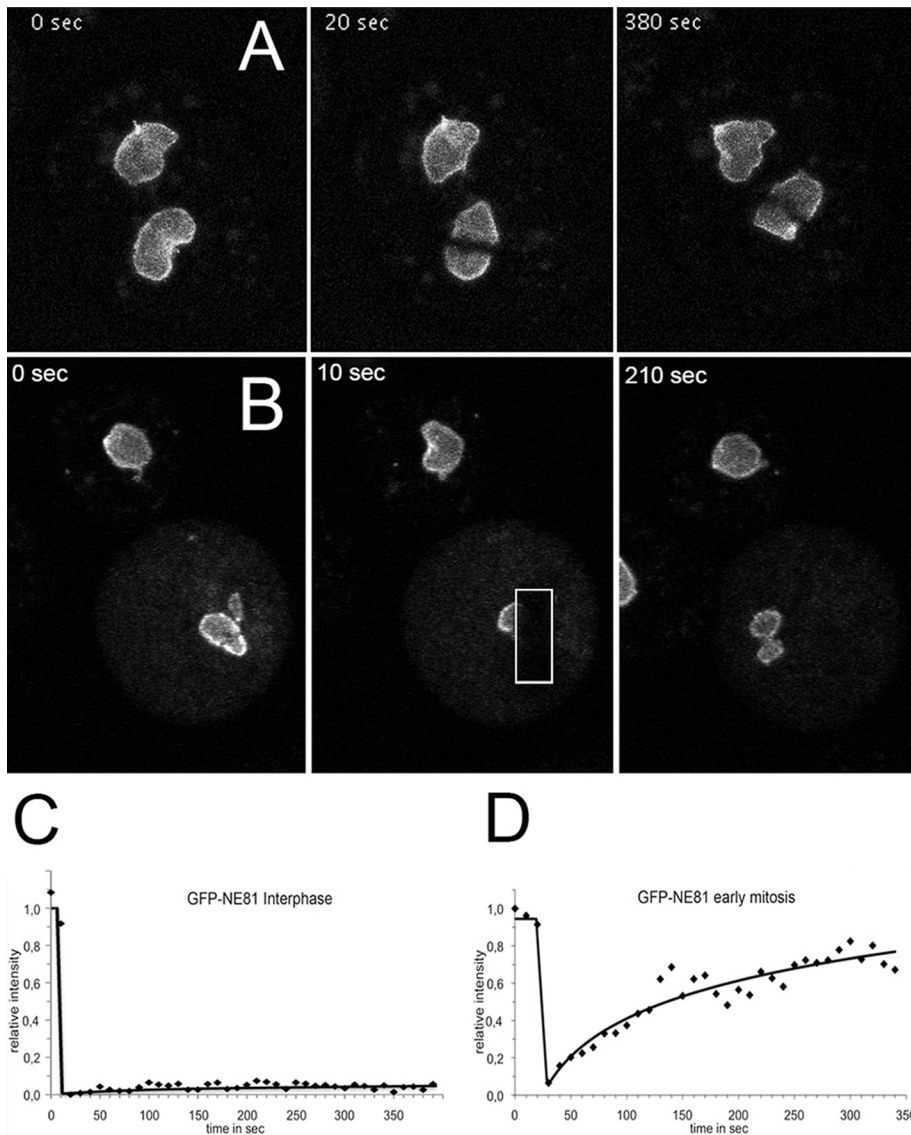 0 sec
A
20 sec
380 sec
0 sec
B
10 sec
210 sec
C
D
GFP-NE81 Interphase
relative intensity
1,0
0,8
0,6
0,4
0,2
0,0
0
50
100
150
200
250
300
350
time in sec
GFP-NE81 early mitosis
relative intensity
1,0
0,8
0,6
0,4
0,2
0,0
0
50
100
150
200
250
300
350
time in sec